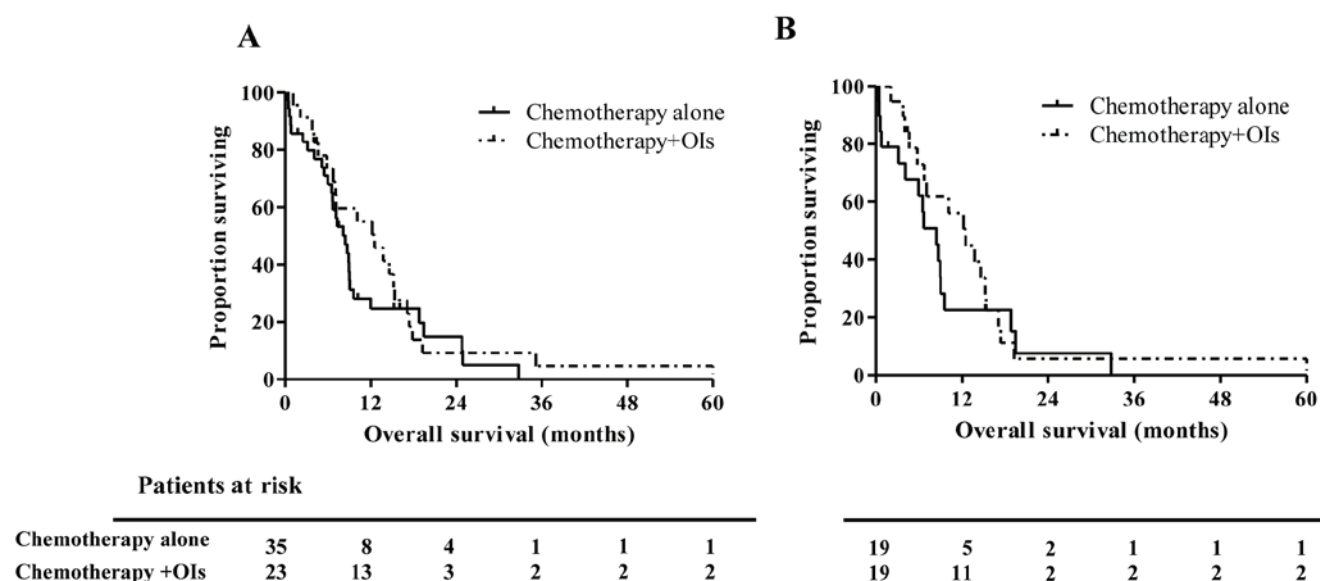 A
B
Proportion surviving
100
80
60
40
20
0
0 12 24 36 48 60
Overall survival (months)
Chemotherapy alone
Chemotherapy+OIs
Proportion surviving
100
80
60
40
20
0
0 12 24 36 48 60
Overall survival (months)
Chemotherapy alone
Chemotherapy+OIs
Patients at risk
Chemotherapy alone 35 8 4 1 1 1 19 5 2 1 1 1
Chemotherapy +OIs 23 13 3 2 2 2 19 11 2 2 2 2